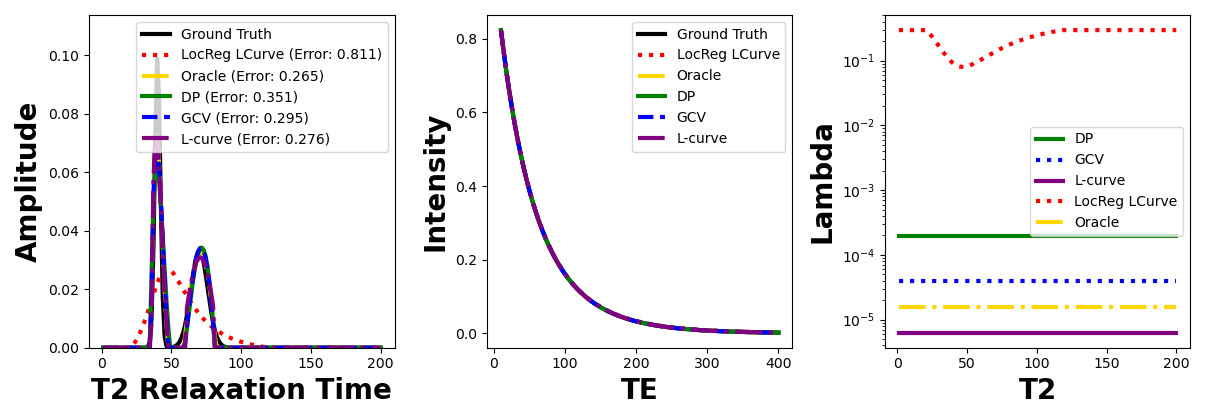 Amplitude
0.10
0.08
0.06
0.04
0.02
0.00
Ground Truth
LocReg LCurve (Error: 0.811)
Oracle (Error: 0.265)
DP (Error: 0.351)
GCV (Error: 0.295)
L-curve (Error: 0.276)
0 50 100 150 200
T2 Relaxation Time
Intensity
0.8
0.6
0.4
0.2
0.0
Ground Truth
LocReg LCurve
Oracle
DP
GCV
L-curve
0 100 200 300 400
TE
Lambda
10⁻¹
10⁻²
10⁻³
10⁻⁴
10⁻⁵
DP
GCV
L-curve
LocReg LCurve
Oracle
0 50 100 150 200
T2